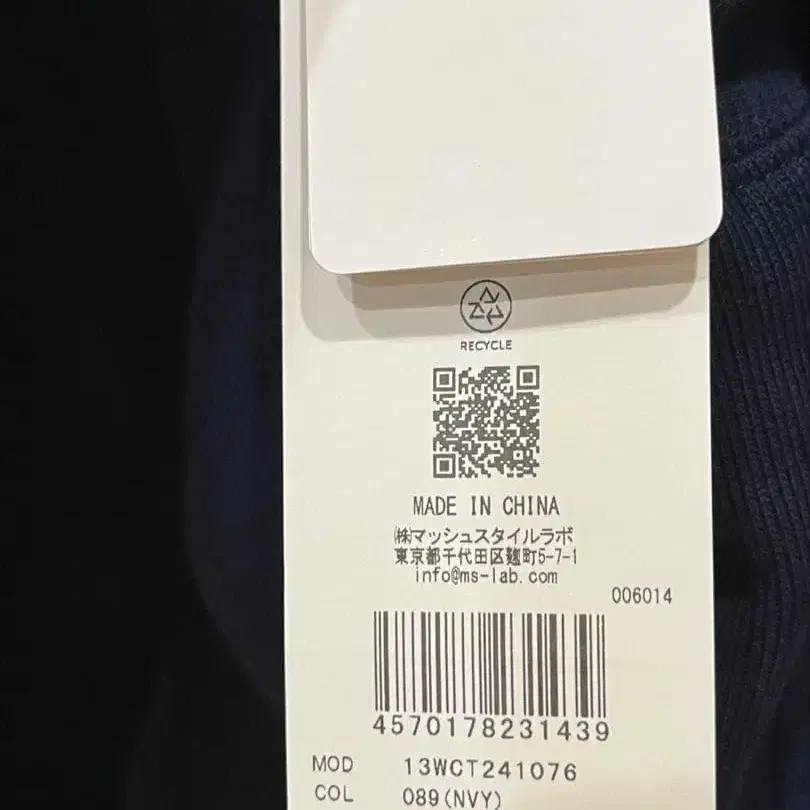 RECYCLE
MADE IN CHINA
㈱マッシュスタイルラボ
東京都千代田区麹町5-7-1
info@ms-lab.com
006014
4570178231439
MOD 13WCT241076
COL 089(NVY)